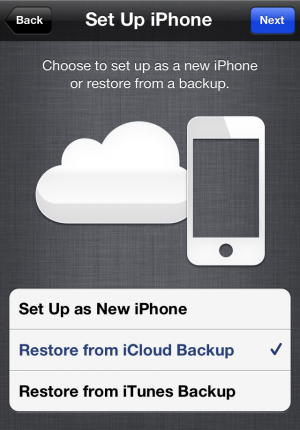 Back
Set Up iPhone
Next
Choose to set up as a new iPhone
or restore from a backup.
Set Up as New iPhone
Restore from iCloud Backup
Restore from iTunes Backup